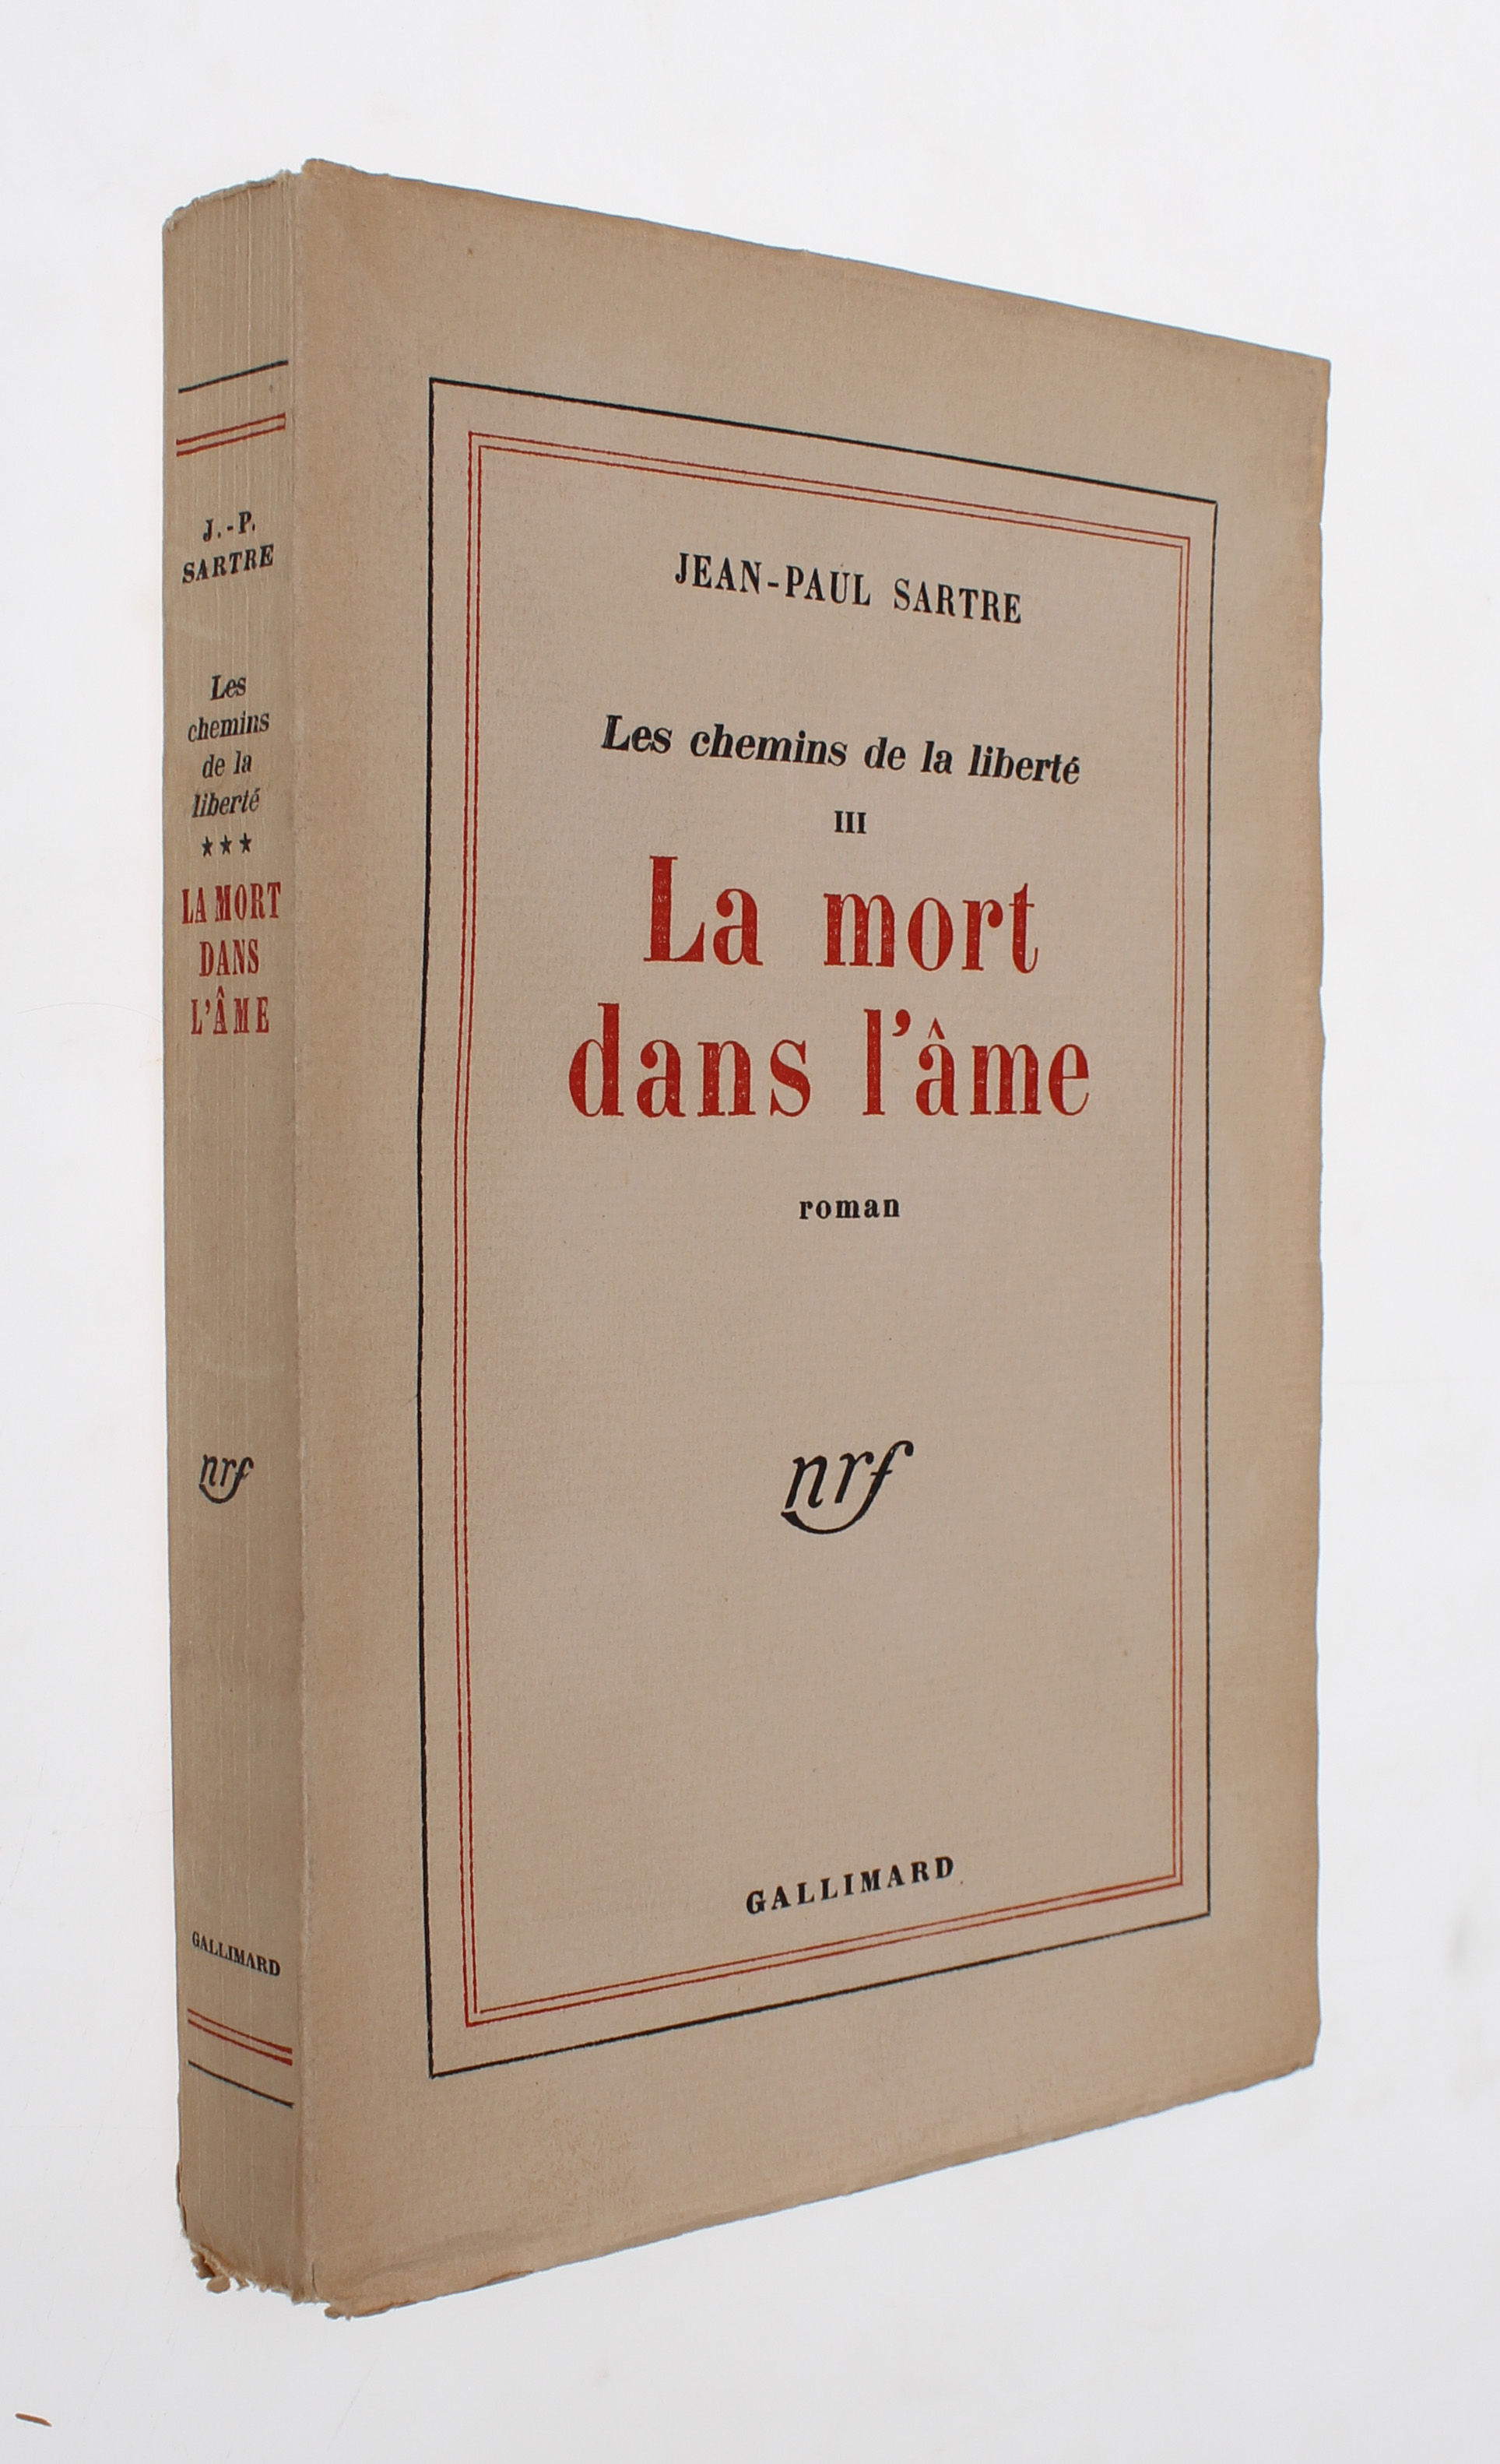 J.-P.
SARTRE
Les
chemins
de la
liberté
★★★
LA MORT
DANS
L'ÂME
nrf
GALLIMARD
JEAN-PAUL SARTRE
Les chemins de la liberté
III
La mort
dans l'âme
roman
nrf
GALLIMARD